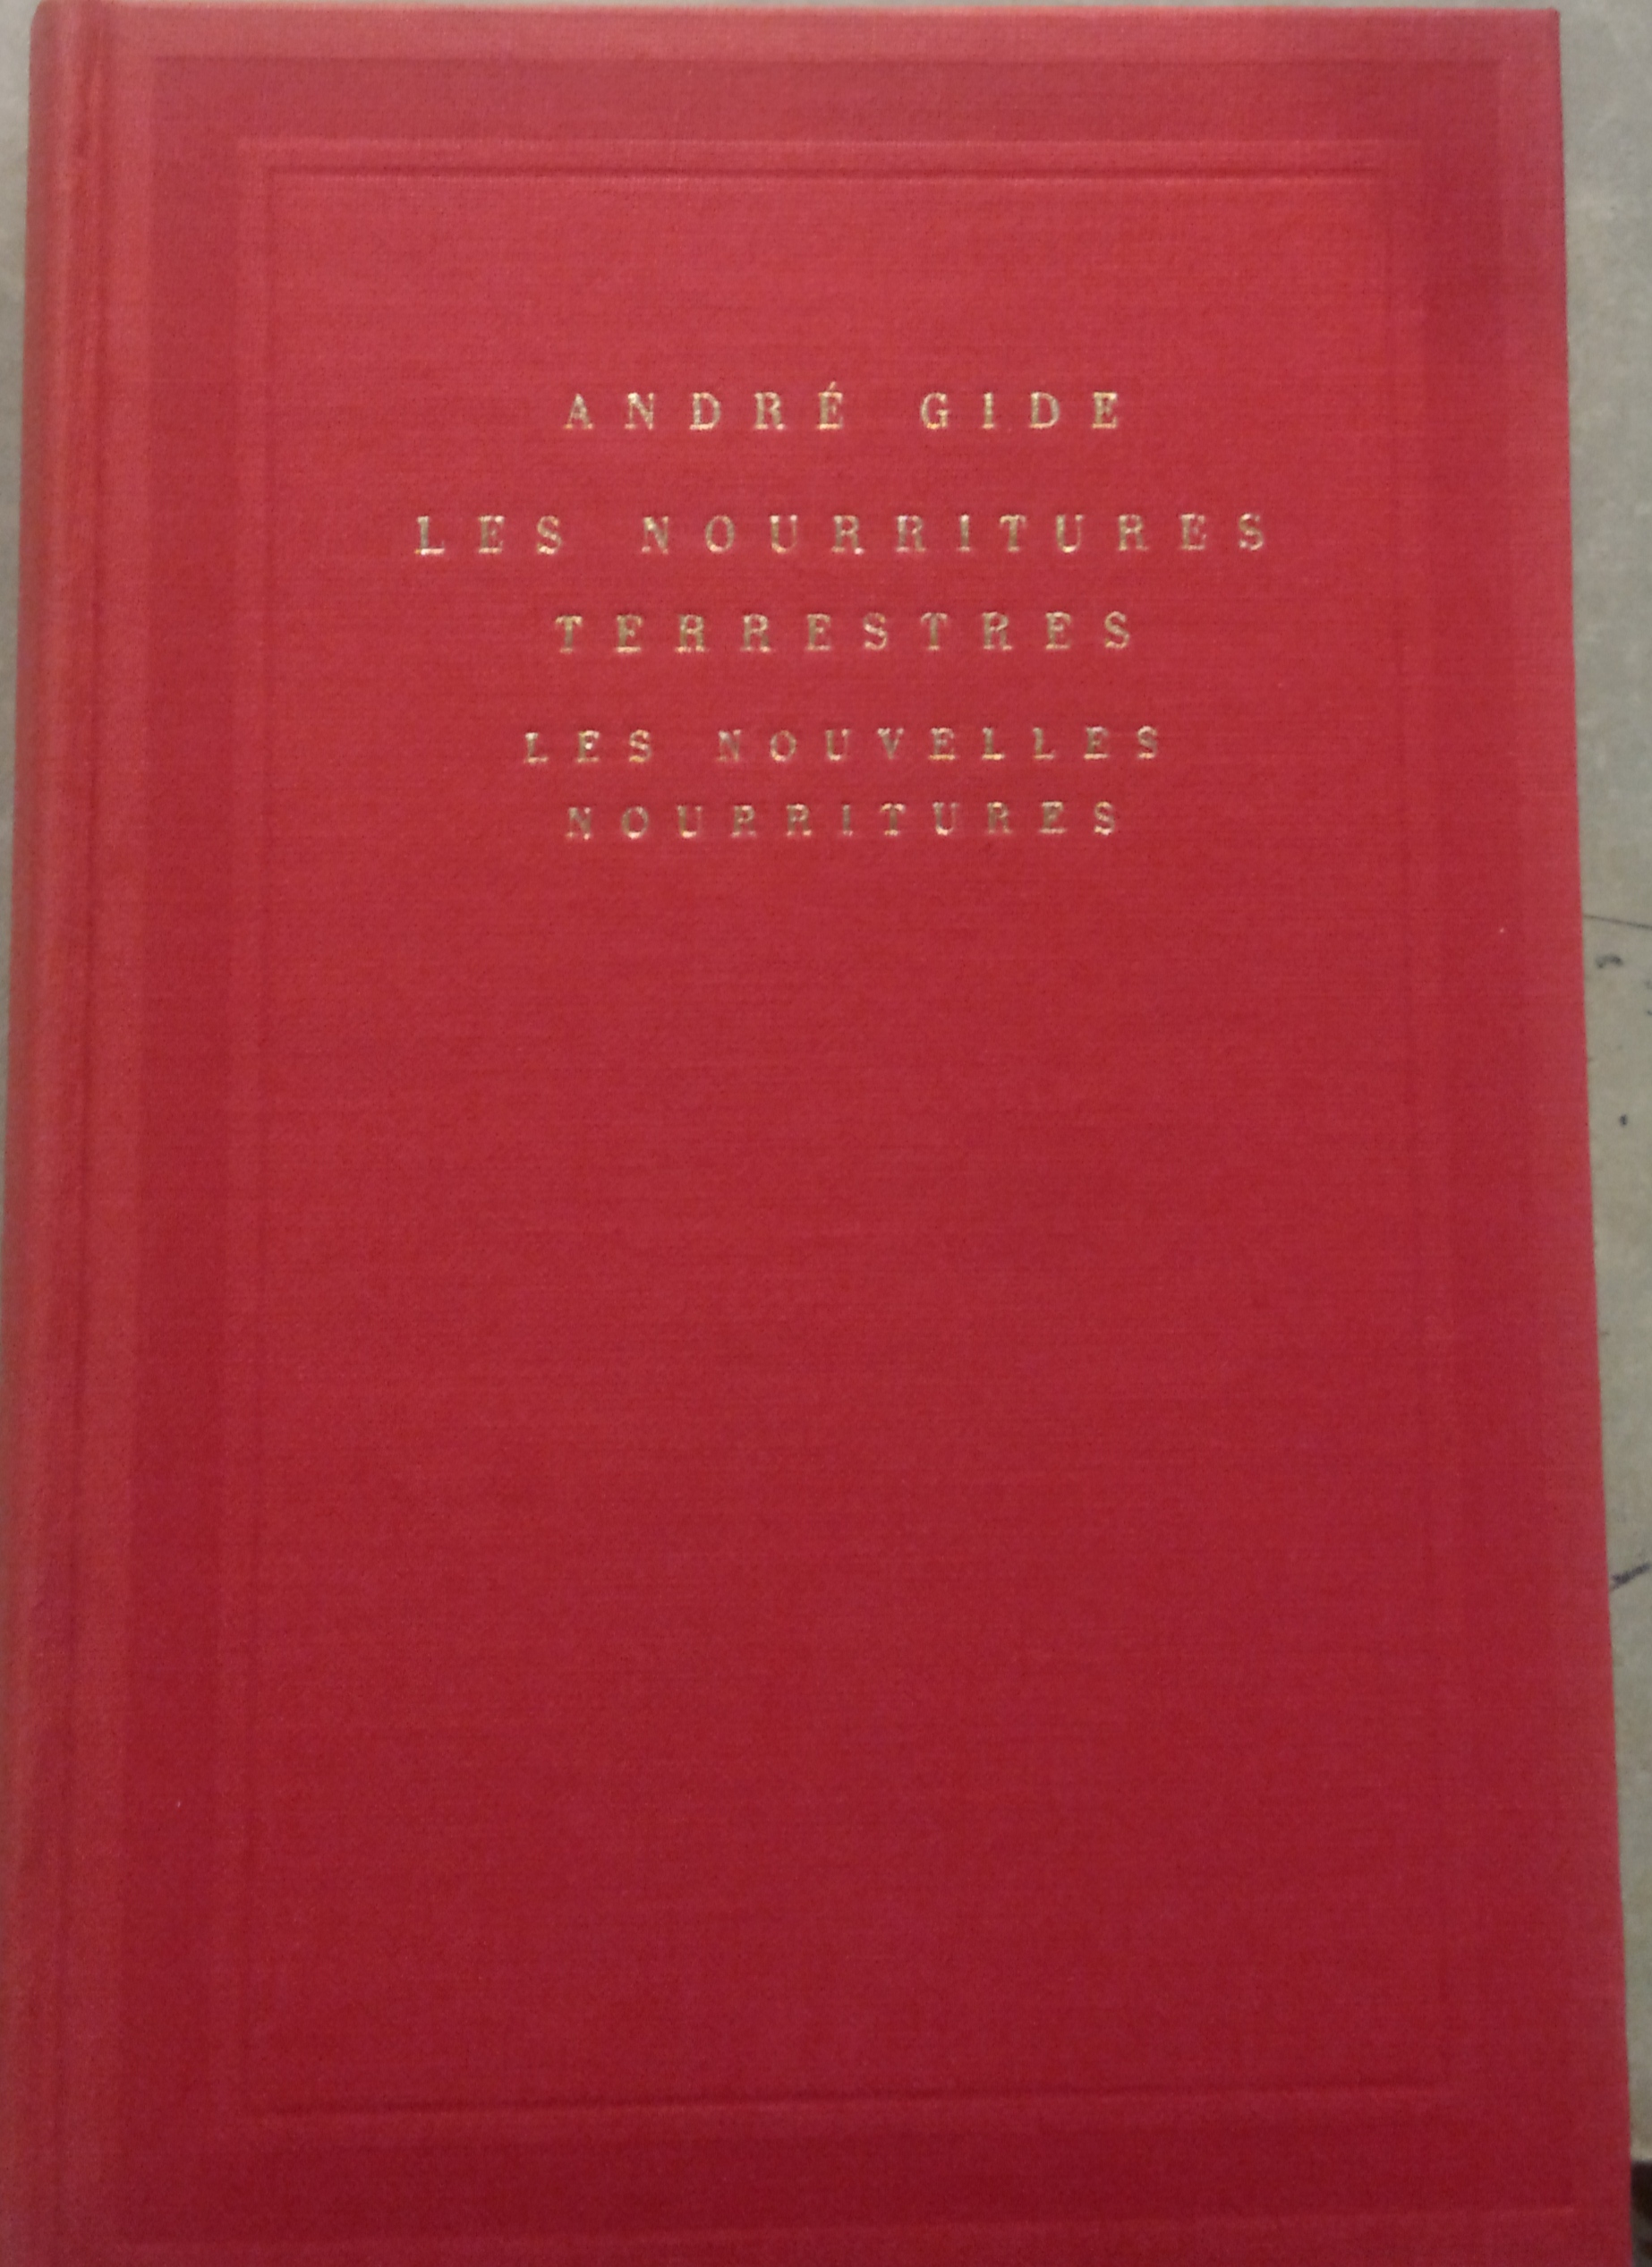 ANDRÉ GIDE
LES NOURRITURES
TERRESTRES
LES NOUVELLES
NOURRITURES